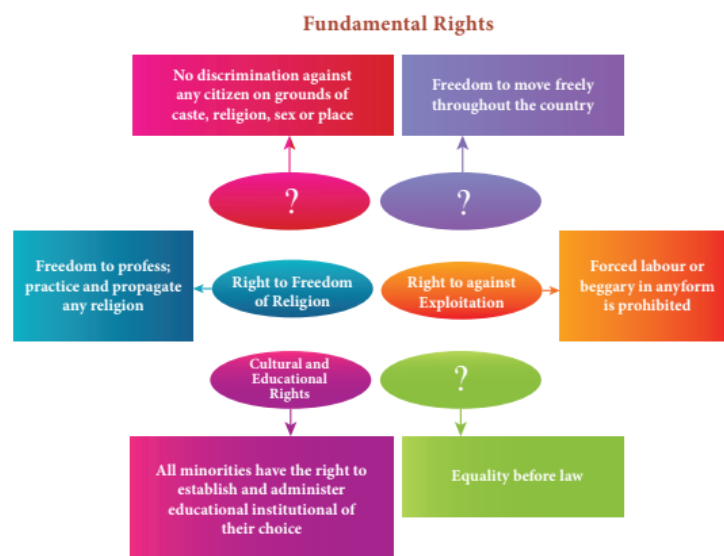 Fundamental Rights
No discrimination against
any citizen on grounds of
caste, religion, sex or place
Freedom to move freely
throughout the country
?
?
Freedom to profess;
practice and propagate
any religion
Right to Freedom
of Religion
Right to against
Exploitation
Forced labour or
beggary in anyform
is prohibited
Cultural and
Educational
Rights
?
All minorities have the right to
establish and administer
educational institutional of
their choice
Equality before law